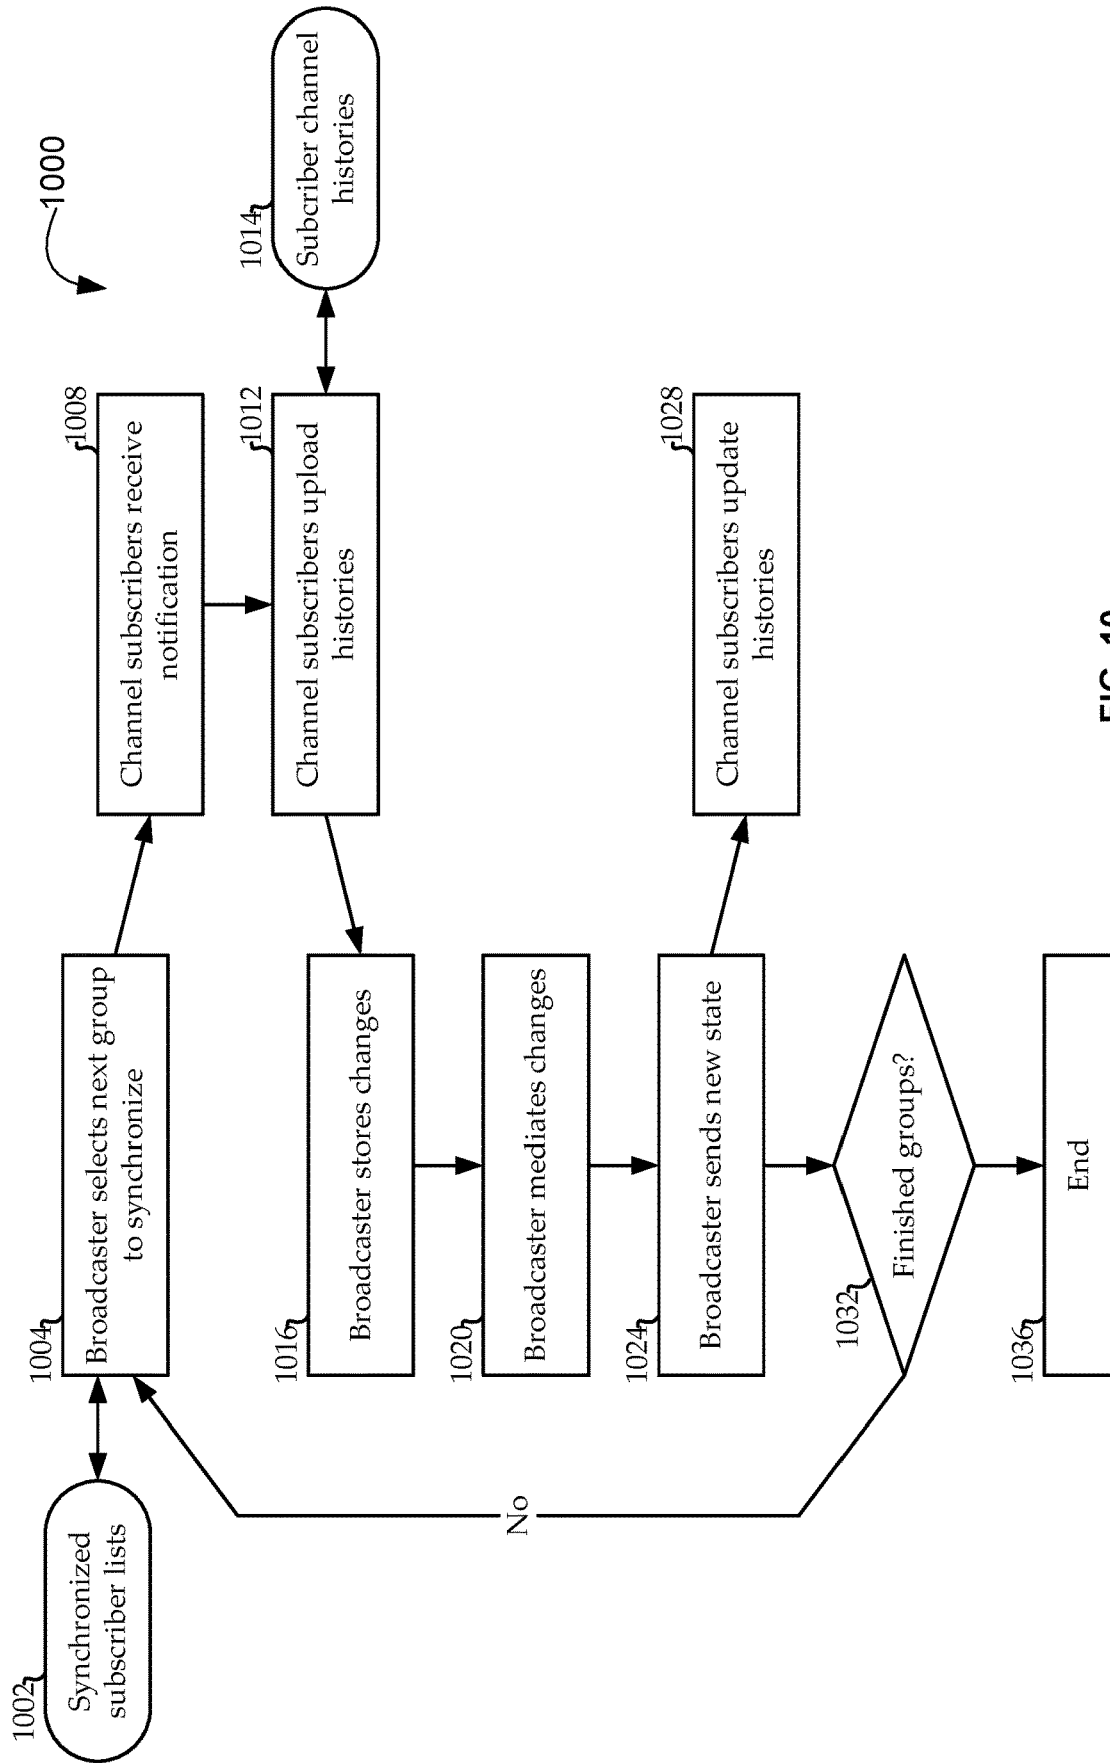 1000
1002
Synchronized
subscriber lists
1004
Broadcaster selects next group
to synchronize
1008
Channel subscribers receive
notification
1012
Channel subscribers upload
histories
1014
Subcriber channel
histories
1016
Broadcaster stores changes
1020
Broadcaster mediates changes
1024
Broadcaster sends new state
1028
Channel subscribers update
histories
1032
Finished groups?
No
1036
End
FIG. 10